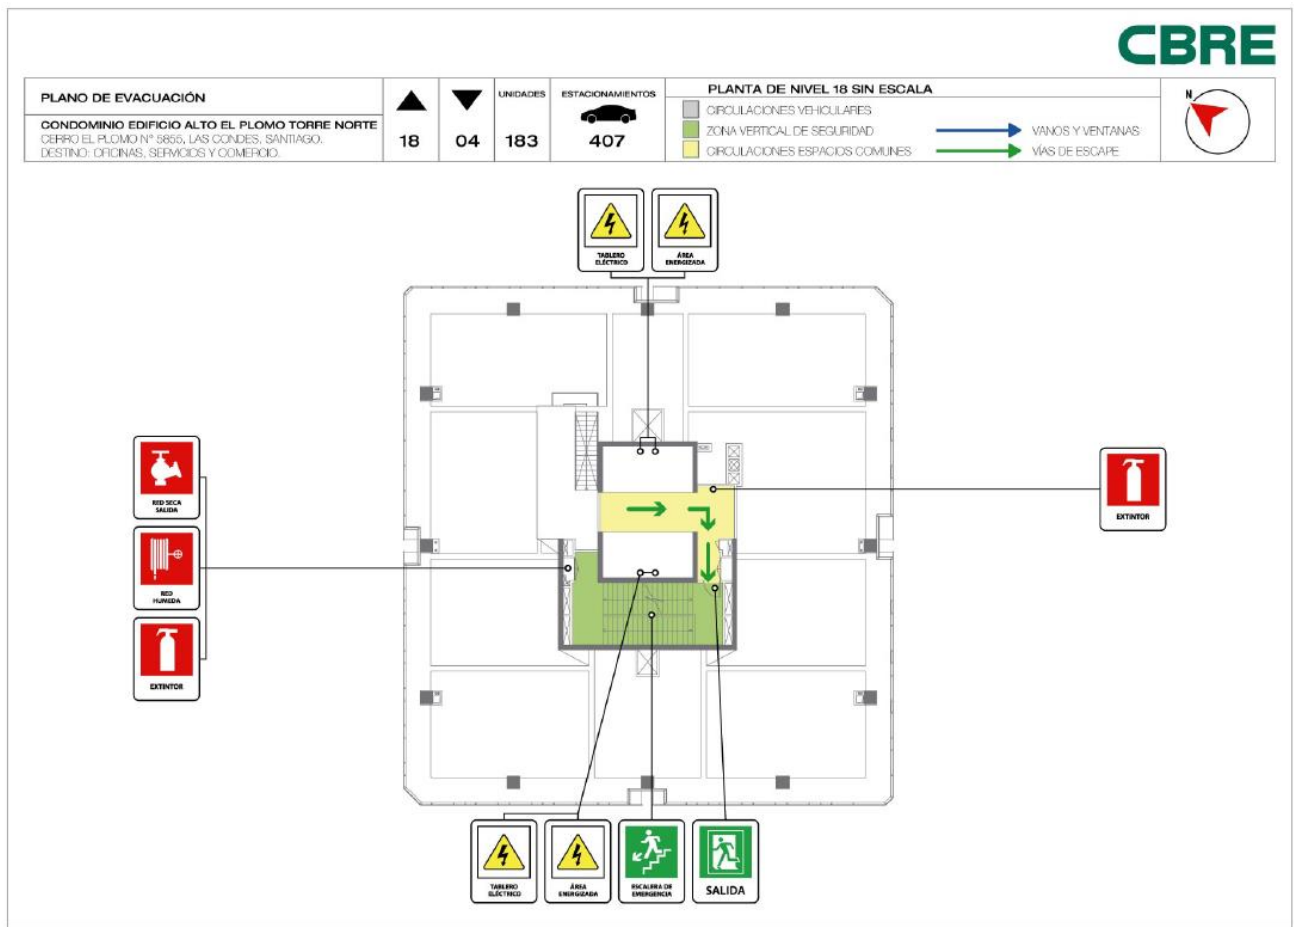 CBRE
PLANO DE EVACUACIÓN
CONDOMINIO EDIFICIO ALTO EL PLOMO TORRE NORTE
CERRO EL PLOMO N° 5855, LAS CONDES, SANTIAGO.
DESTINO: OFICINAS, SERVICIOS Y COMERCIO.
18
04
UNIDADES
183
ESTACIONAMIENTOS
407
PLANTA DE NIVEL 18 SIN ESCALA
CIRCULACIONES VEHICULARES
ZONA VERTICAL DE SEGURIDAD
CIRCULACIONES ESPACIOS COMUNES
VANOS Y VENTANAS
VÍAS DE ESCAPE
N
TABLERO
ELÉCTRICO
ÁREA
ENERGIZADA
RED SECA
SALIDA
RED
HUMEDA
EXTINTOR
EXTINTOR
TABLERO
ELÉCTRICO
ÁREA
ENERGIZADA
ESCALERA DE
EMERGENCIA
SALIDA